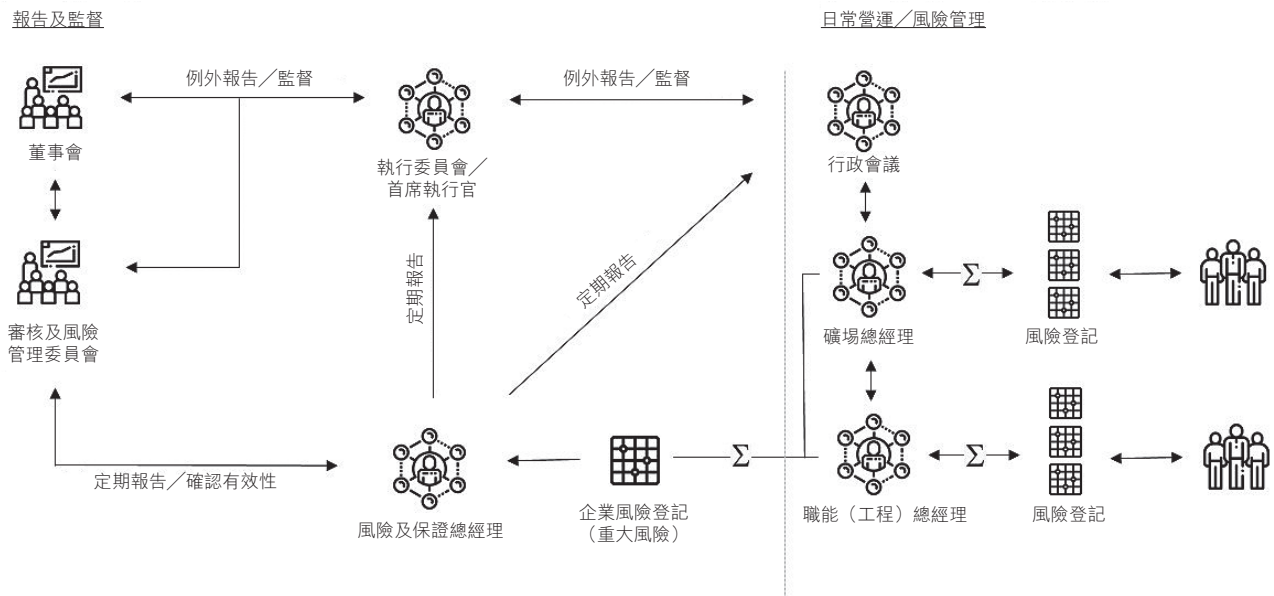 報告及監督
日常營運／風險管理
例外報告／監督
例外報告／監督
董事會
執行委員會／
首席執行官
行政會議
定期報告
定期報告
Σ
審核及風險
管理委員會
礦場總經理
風險登記
Σ
Σ
定期報告／確認有效性
風險及保證總經理
企業風險登記
（重大風險）
職能（工程）總經理
風險登記